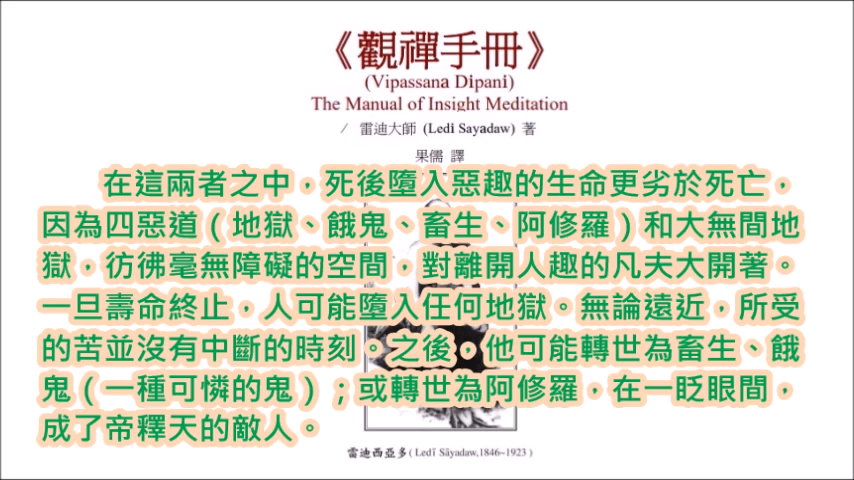 《觀禪手冊》
(Vipassana Dipani)
The Manual of Insight Meditation
／ 雷迪大師 (Ledi Sayadaw) 著
果儒 譯
在這兩者之中，死後墮入惡趣的生命更劣於死亡，
因為四惡道（地獄、餓鬼、畜生、阿修羅）和大無間地
獄，彷彿毫無障礙的空間，對離開人趣的凡夫大開著。
一旦壽命終止，人可能墮入任何地獄。無論遠近，所受
的苦並沒有中斷的時刻。之後，他可能轉世為畜生、餓
鬼（一種可憐的鬼）；或轉世為阿修羅，在一眨眼間，
成了帝釋天的敵人。
雷迪西亞多 ( Ledī Sāyadaw,1846~1923 )